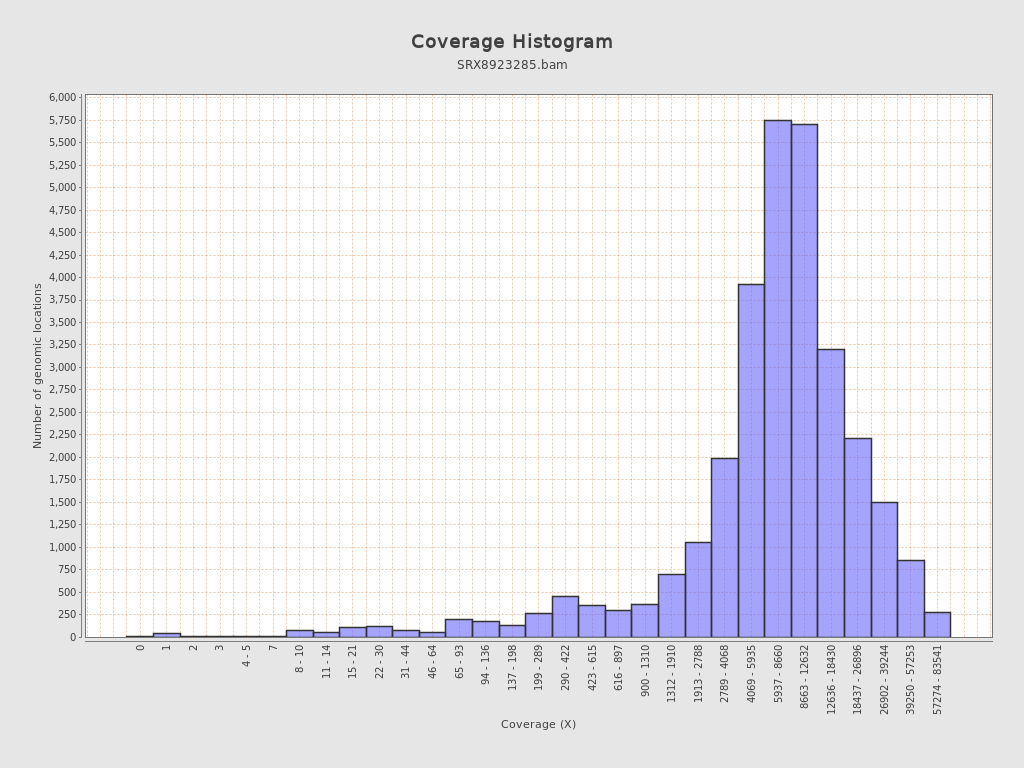 Coverage Histogram
SRX8923285.bam
6,000
5,750
5,500
5,250
5,000
4,750
4,500
4,250
4,000
3,750
3,500
3,250
3,000
2,750
2,500
2,250
2,000
1,750
1,500
1,250
1,000
750
500
250
0
Number of genomic locations
0
1
2
3
4 - 5
7
8 - 10
11 - 14
15 - 21
22 - 30
31 - 44
46 - 64
65 - 93
94 - 136
137 - 198
199 - 289
290 - 422
423 - 615
616 - 897
900 - 1310
1312 - 1910
1913 - 2788
2789 - 4068
4069 - 5935
5937 - 8660
8663 - 12632
12636 - 18430
18437 - 26896
26902 - 39244
39250 - 57253
57274 - 83541
Coverage (X)